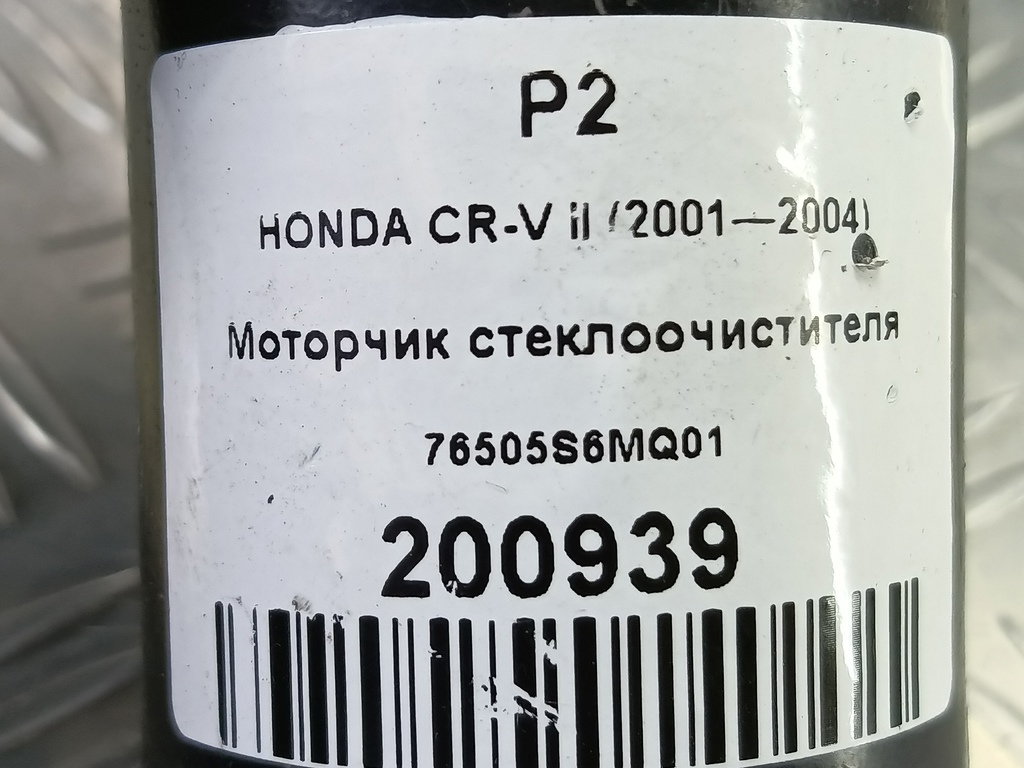 P2
HONDA CR-V II (2001—2004)
Моторчик стеклоочистителя
76505S6MQ01
200939